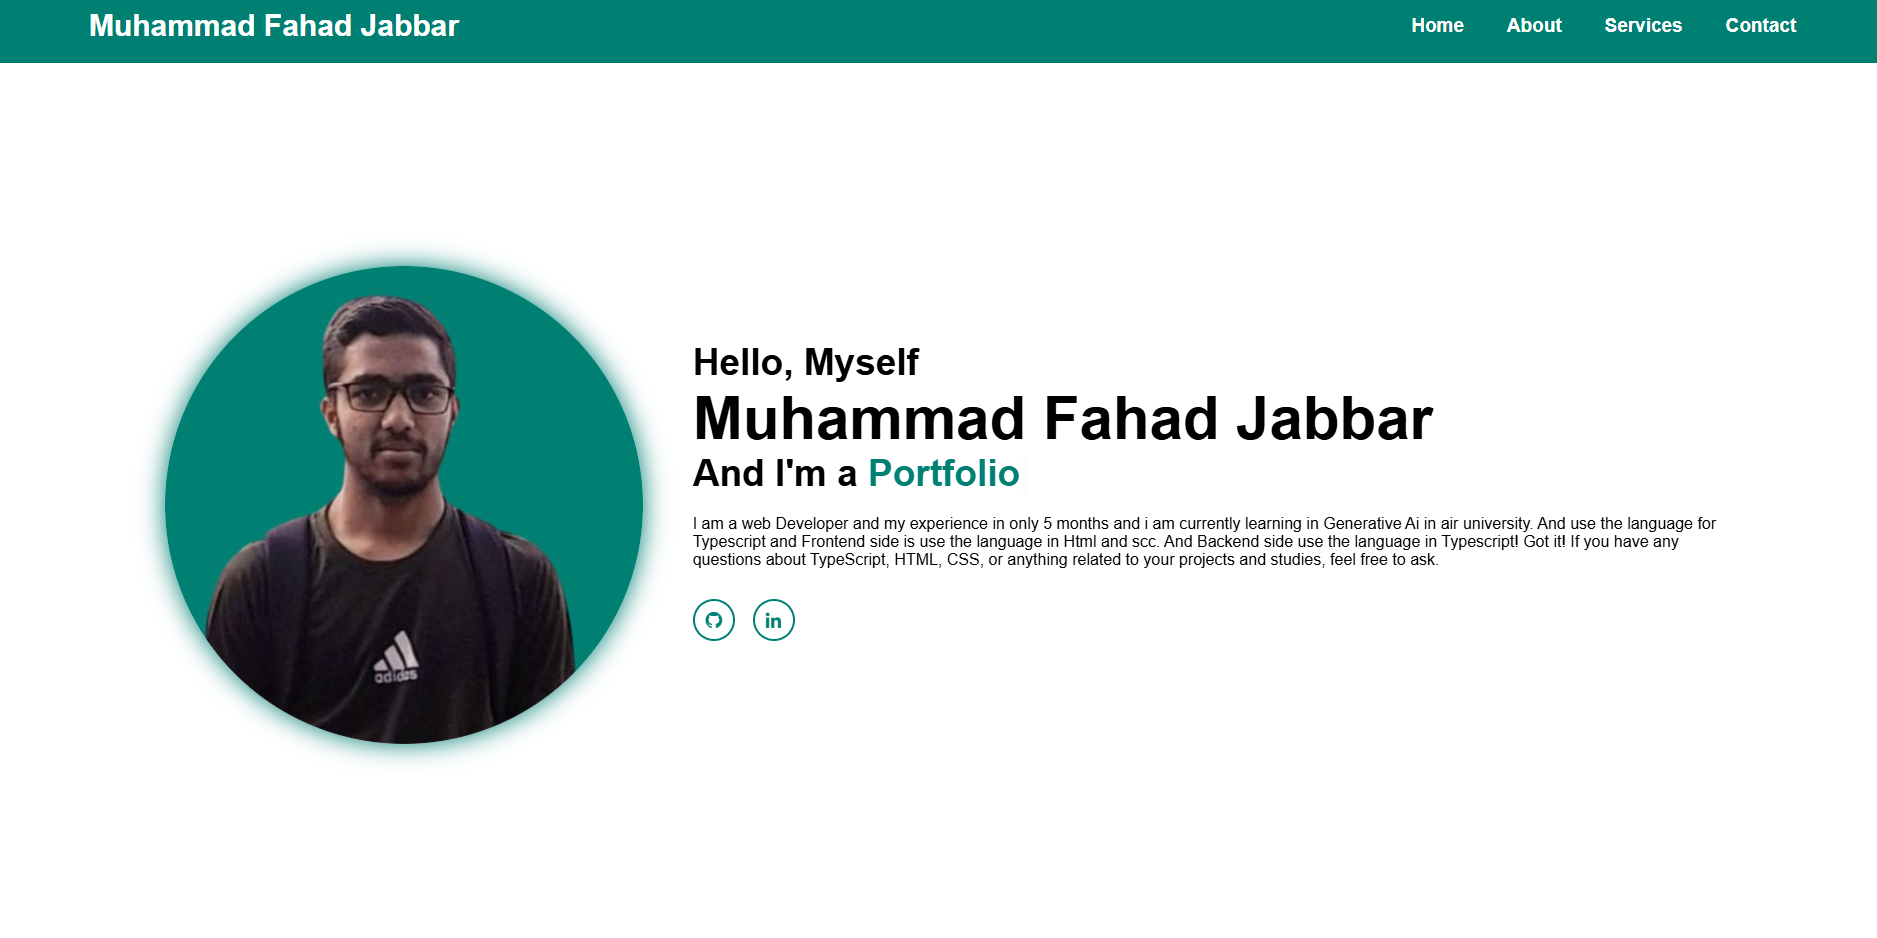 Muhammad Fahad Jabbar
Home About Services Contact
Hello, Myself
Muhammad Fahad Jabbar
And I'm a Portfolio
I am a web Developer and my experience in only 5 months and i am currently learning in Generative Ai in air university. And use the language for
Typescript and Frontend side is use the language in Html and scc. And Backend side use the language in Typescript! Got it! If you have any
questions about TypeScript, HTML, CSS, or anything related to your projects and studies, feel free to ask.
in
adidas